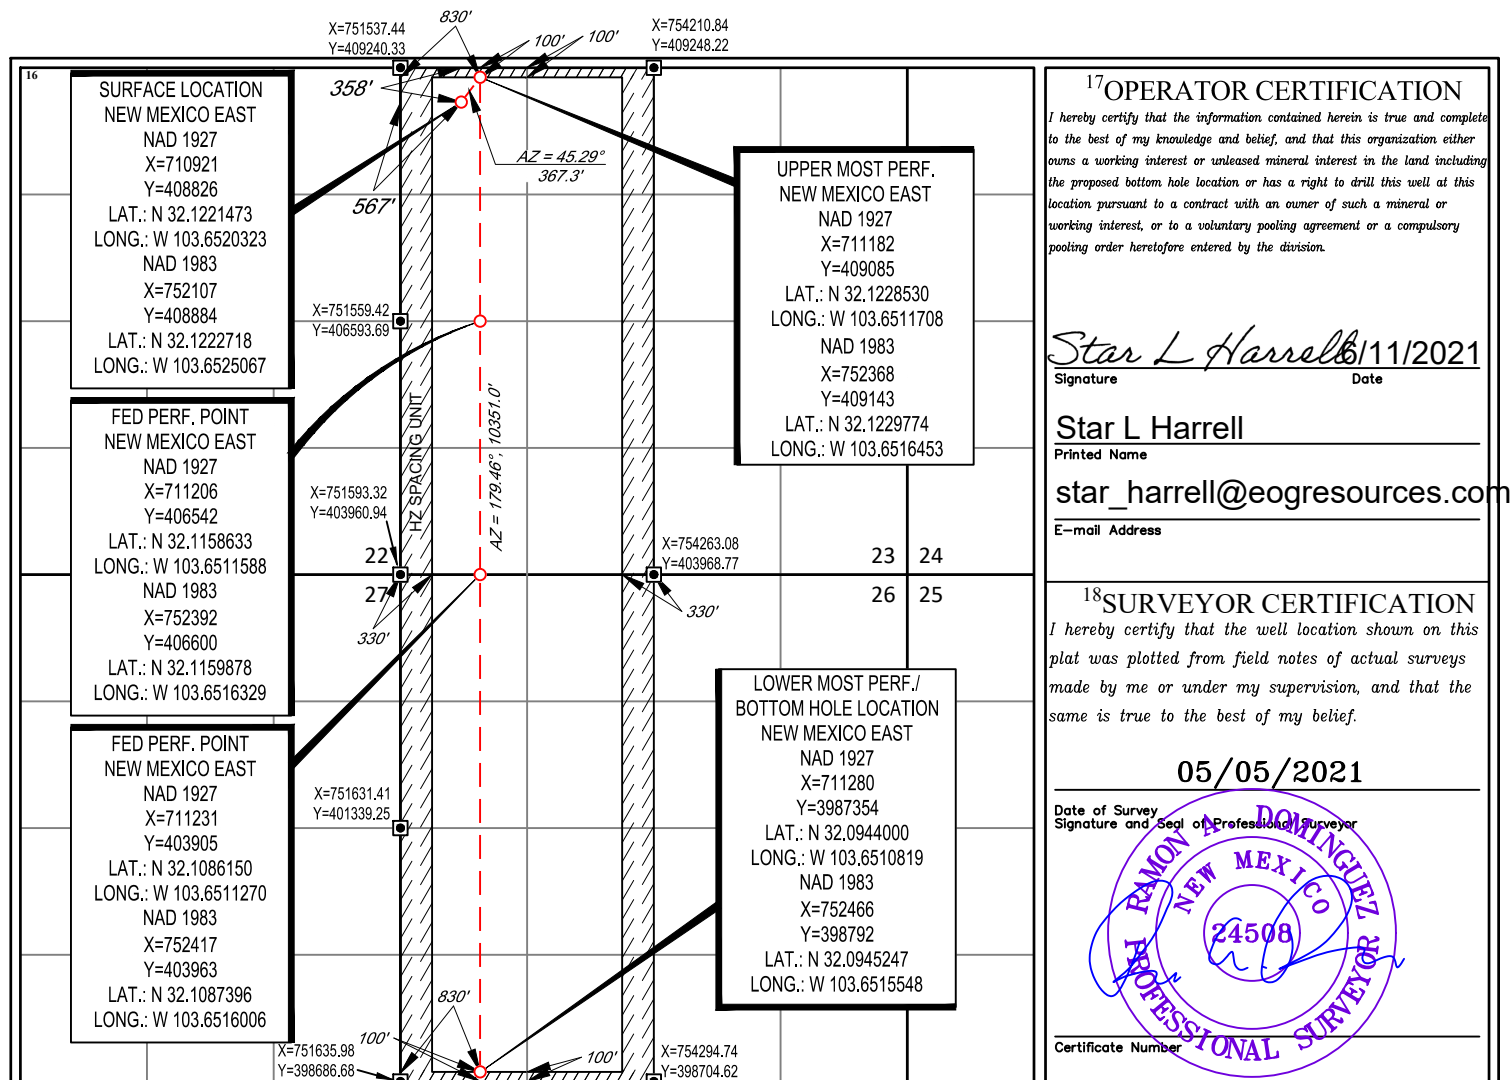 16
X=751537.44
Y=409240.33
830'
100'
100'
X=754210.84
Y=409248.22
358'
567'
AZ = 45.29°
367.3'
SURFACE LOCATION
NEW MEXICO EAST
NAD 1927
X=710921
Y=408826
LAT.: N 32.1221473
LONG.: W 103.6520323
NAD 1983
X=752107
Y=408884
LAT.: N 32.1222718
LONG.: W 103.6525067
UPPER MOST PERF.
NEW MEXICO EAST
NAD 1927
X=711182
Y=409085
LAT.: N 32.1228530
LONG.: W 103.6511708
NAD 1983
X=752368
Y=409143
LAT.: N 32.1229774
LONG.: W 103.6516453
X=751559.42
Y=406593.69
FED PERF. POINT
NEW MEXICO EAST
NAD 1927
X=711206
Y=406542
LAT.: N 32.1158633
LONG.: W 103.6511588
NAD 1983
X=752392
Y=406600
LAT.: N 32.1159878
LONG.: W 103.6516329
HZ SPACING UNIT
AZ = 179.46°, 10351.0'
X=751593.32
Y=403960.94
X=754263.08
Y=403968.77
22
27
23
24
26
25
330'
330'
FED PERF. POINT
NEW MEXICO EAST
NAD 1927
X=711231
Y=403905
LAT.: N 32.1086150
LONG.: W 103.6511270
NAD 1983
X=752417
Y=403963
LAT.: N 32.1087396
LONG.: W 103.6516006
X=751631.41
Y=401339.25
LOWER MOST PERF./
BOTTOM HOLE LOCATION
NEW MEXICO EAST
NAD 1927
X=711280
Y=3987354
LAT.: N 32.0944000
LONG.: W 103.6510819
NAD 1983
X=752466
Y=398792
LAT.: N 32.0945247
LONG.: W 103.6515548
830'
100'
100'
X=751635.98
Y=398686.68
X=754294.74
Y=398704.62
17 OPERATOR CERTIFICATION
I hereby certify that the information contained herein is true and complete
to the best of my knowledge and belief, and that this organization either
owns a working interest or unleased mineral interest in the land including
the proposed bottom hole location or has a right to drill this well at this
location pursuant to a contract with an owner of such a mineral or
working interest, or to a voluntary pooling agreement or a compulsory
pooling order heretofore entered by the division.
Star L Harrell 6/11/2021
Signature Date
Star L Harrell
Printed Name
star_harrell@eogresources.com
E-mail Address
18 SURVEYOR CERTIFICATION
I hereby certify that the well location shown on this
plat was plotted from field notes of actual surveys
made by me or under my supervision, and that the
same is true to the best of my belief.
05/05/2021
Date of Survey
Signature and Seal of Professional Surveyor
RAMON A. DOMINGUEZ
NEW MEXICO
24508
PROFESSIONAL SURVEYOR
Certificate Number